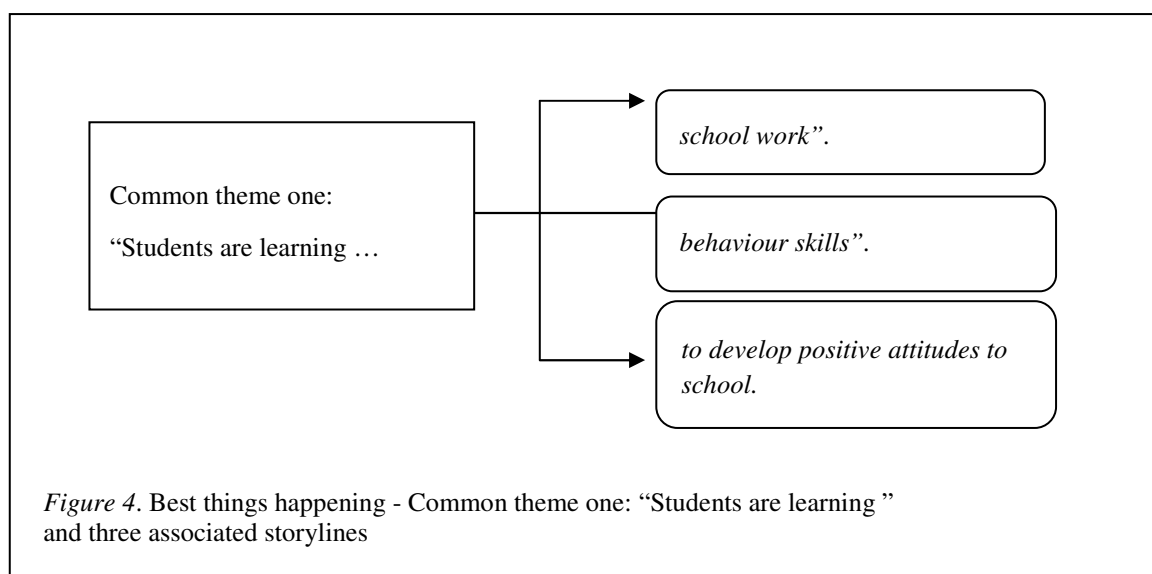 Common theme one:
“Students are learning …
school work”.
behaviour skills”.
to develop positive attitudes to
school.
Figure 4. Best things happening - Common theme one: “Students are learning ”
and three associated storylines